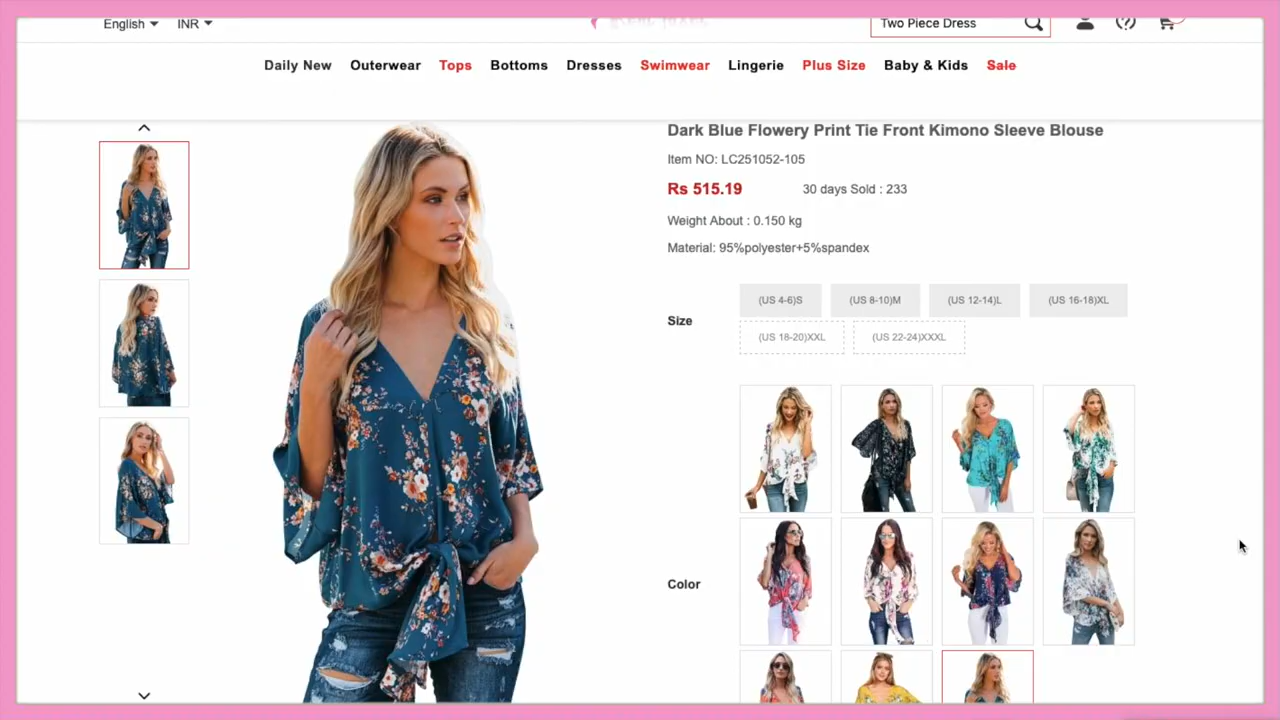 English INR
Two Piece Dress
Daily New Outerwear Tops Bottoms Dresses Swimwear Lingerie Plus Size Baby & Kids Sale
Dark Blue Flowery Print Tie Front Kimono Sleeve Blouse
Item NO: LC251052-105
Rs 515.19 30 days Sold : 233
Weight About : 0.150 kg
Material: 95%polyester+5%spandex
Size
(US 4-6)S (US 8-10)M (US 12-14)L (US 16-18)XL
(US 18-20)XXL (US 22-24)XXXL
Color